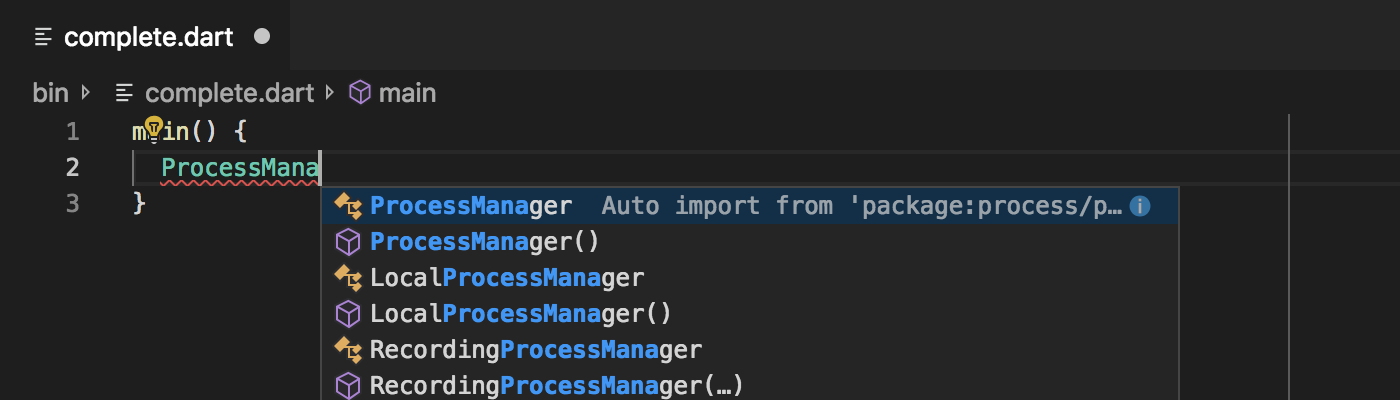 complete.dart
bin complete.dart main
1 main() {
2 ProcessMana
3 }
ProcessManager Auto import from 'package:process/p…
ProcessManager()
LocalProcessManager
LocalProcessManager()
RecordingProcessManager
RecordingProcessManager(…)